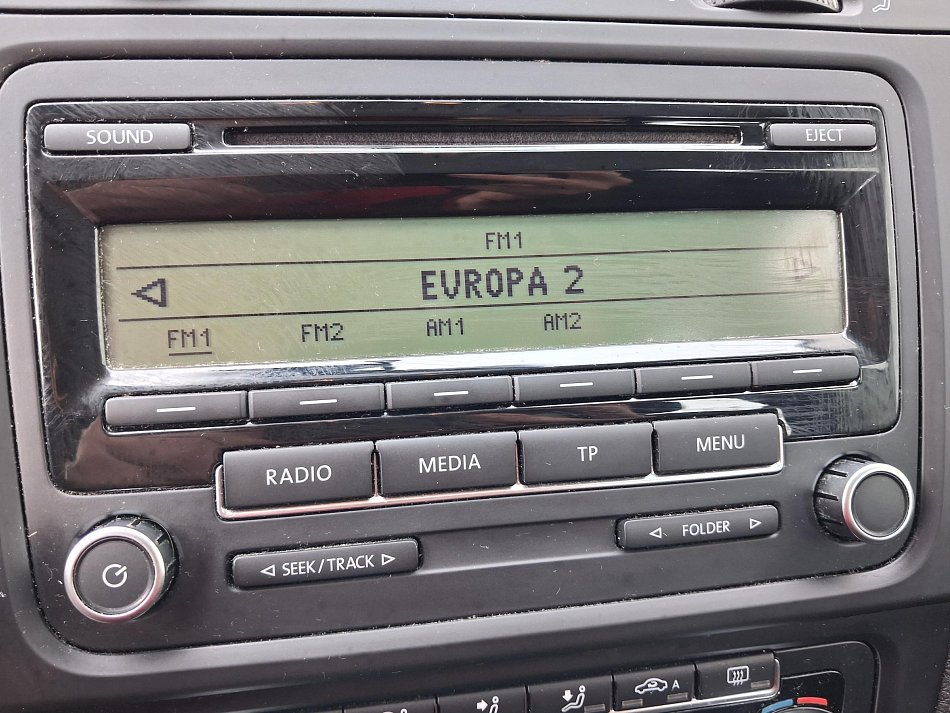 SOUND
EJECT
FM1
EVROPA 2
FM1 FM2 AM1 AM2
RADIO MEDIA TP MENU
SEEK/TRACK
FOLDER
A